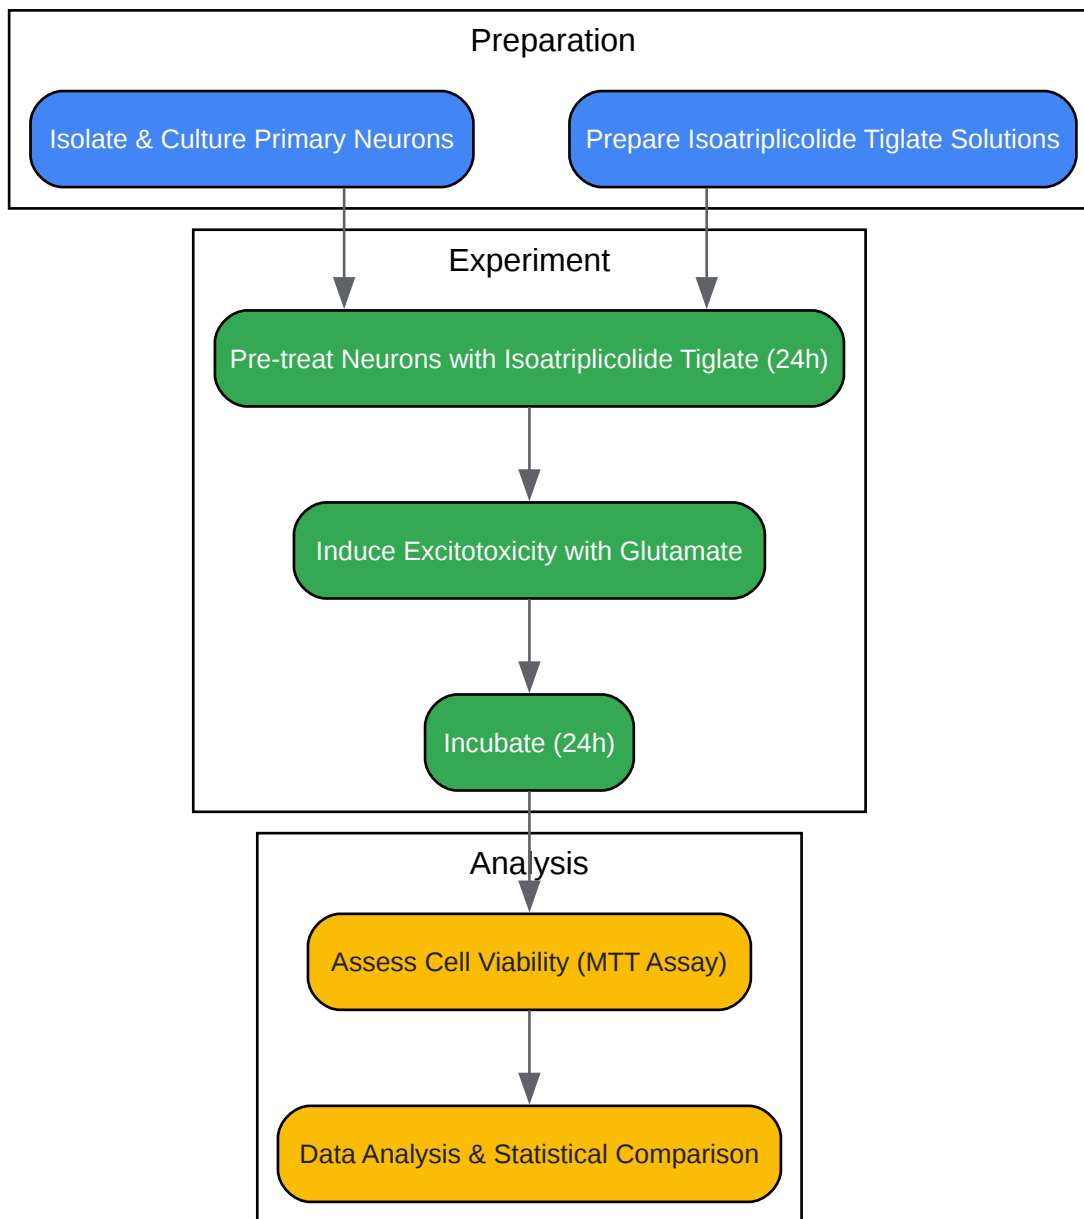 Preparation
Isolate & Culture Primary Neurons
Prepare Isoatriplicolide Tiglate Solutions
Experiment
Pre-treat Neurons with Isoatriplicolide Tiglate (24h)
Induce Excitotoxicity with Glutamate
Incubate (24h)
Analysis
Assess Cell Viability (MTT Assay)
Data Analysis & Statistical Comparison